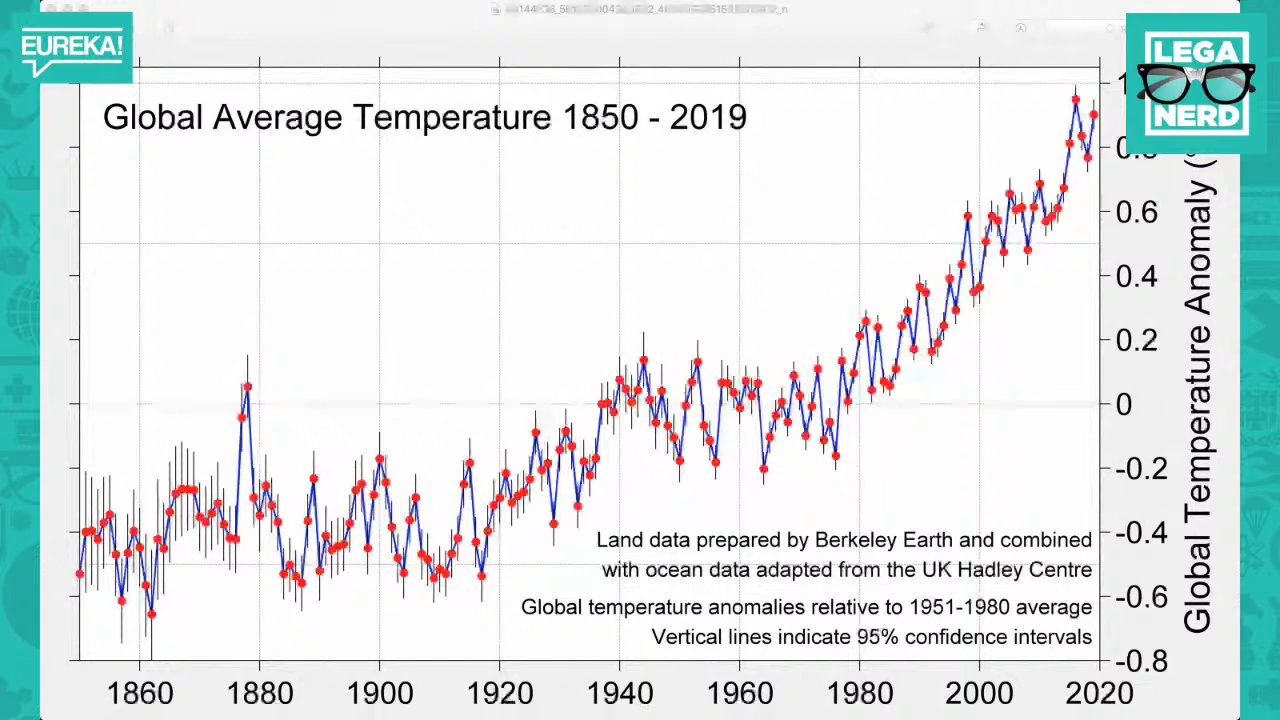 EUREKA!
LEGA
NERD
Global Average Temperature 1850 - 2019
0.6
0.4
0.2
0
-0.2
-0.4
-0.6
-0.8
Global Temperature Anomaly (
Land data prepared by Berkeley Earth and combined
with ocean data adapted from the UK Hadley Centre
Global temperature anomalies relative to 1951-1980 average
Vertical lines indicate 95% confidence intervals
1860 1880 1900 1920 1940 1960 1980 2000 2020